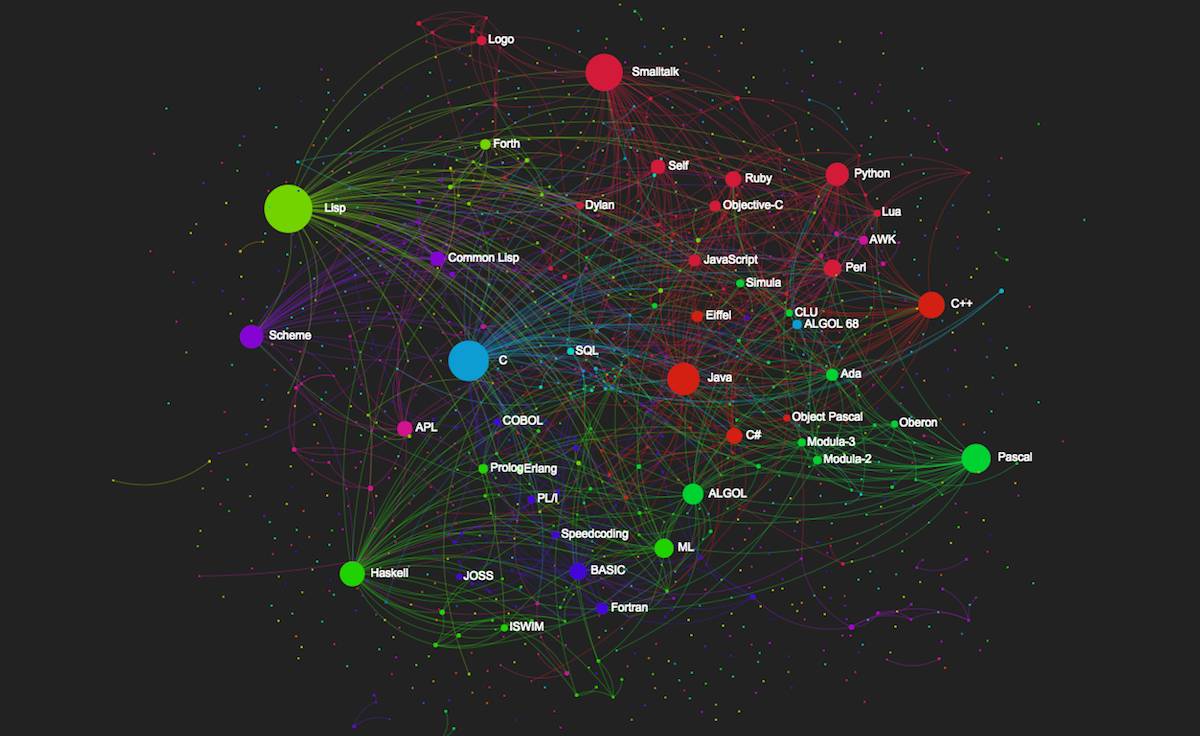 Logo
Smalltalk
Forth
Self
Python
Ruby
Lisp
Dylan
Objective-C
Lua
AWK
Common Lisp
JavaScript
Perl
Simula
C++
CLU
Eiffel
ALGOL 68
Scheme
SQL
C
Ada
Java
Object Pascal
COBOL
Oberon
APL
C#
Modula-3
Pascal
Modula-2
Prolog
Erlang
ALGOL
PL/I
Speedcoding
ML
BASIC
Haskell
JOSS
Fortran
ISWIM